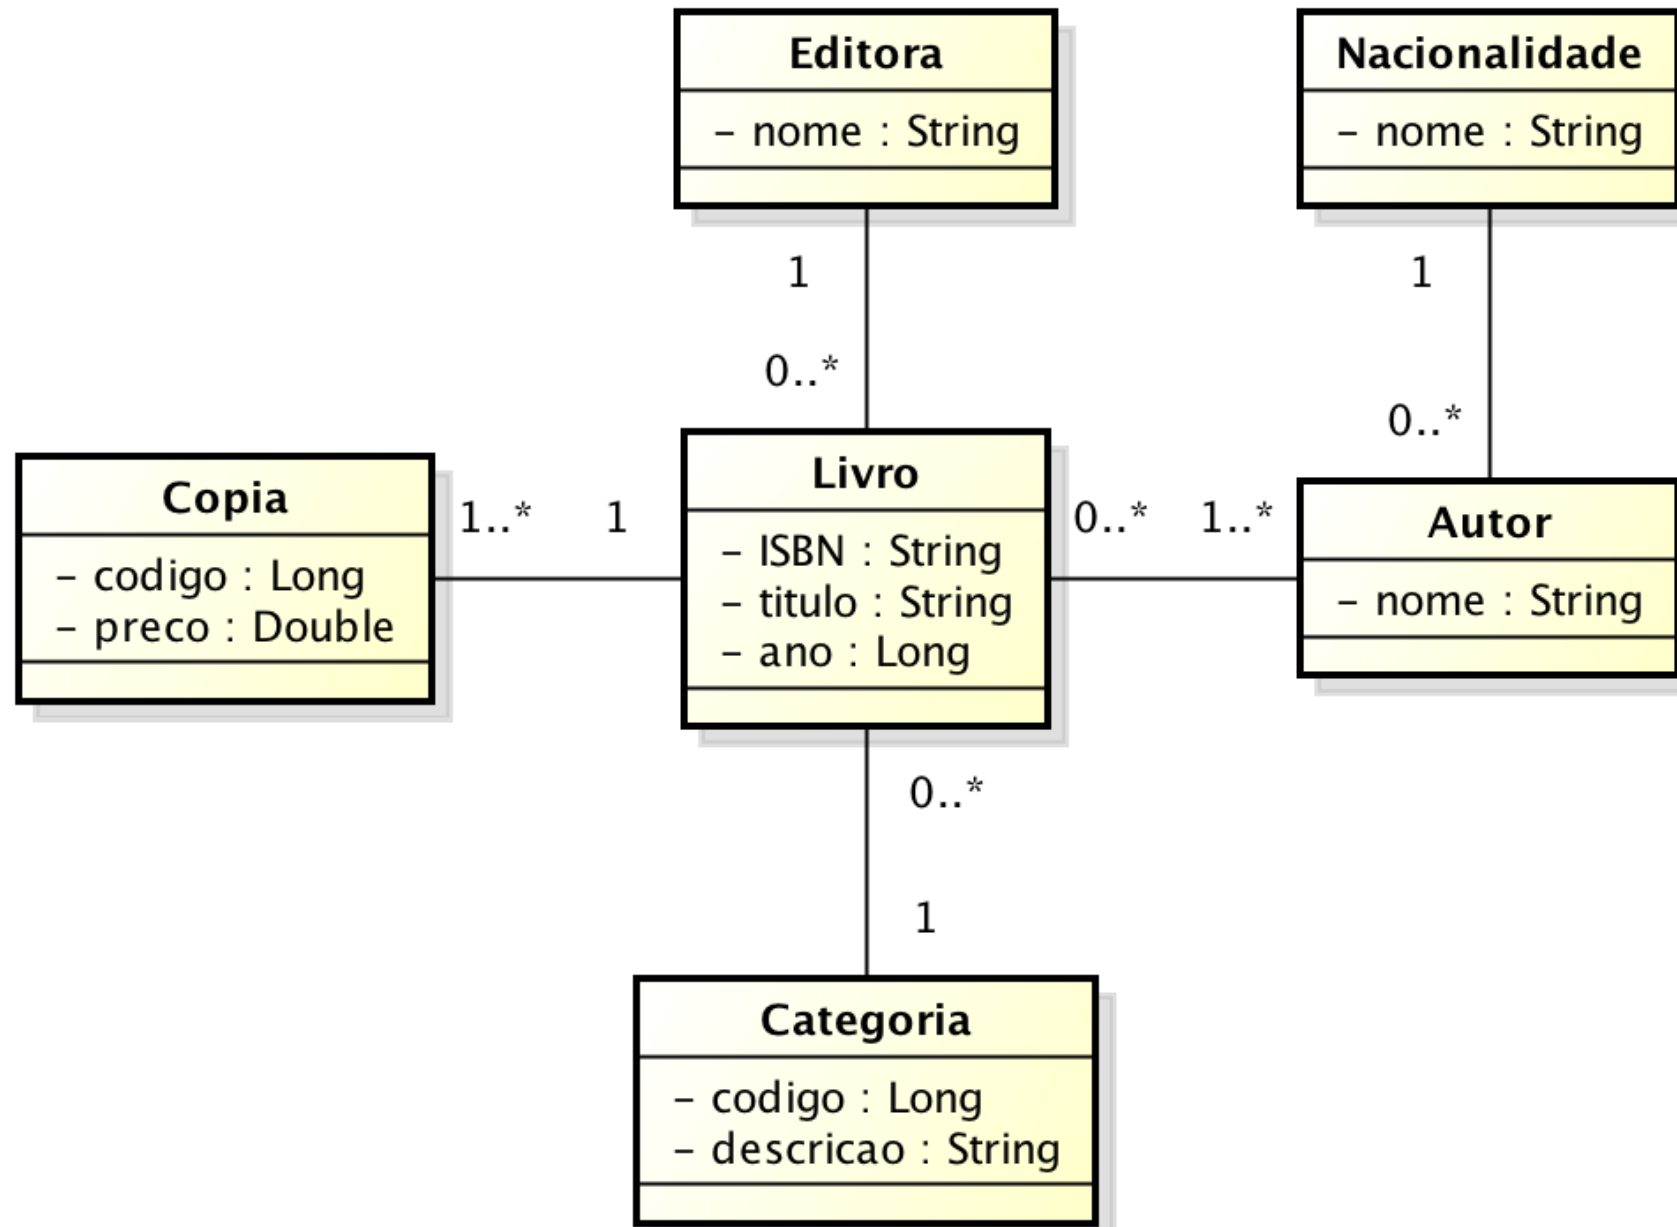 Editora
– nome : String
Nacionalidade
– nome : String
1
0..*
1
0..*
Copia
– codigo : Long
– preco : Double
1..*
1
Livro
– ISBN : String
– titulo : String
– ano : Long
0..*
1..*
Autor
– nome : String
0..*
1
Categoria
– codigo : Long
– descricao : String